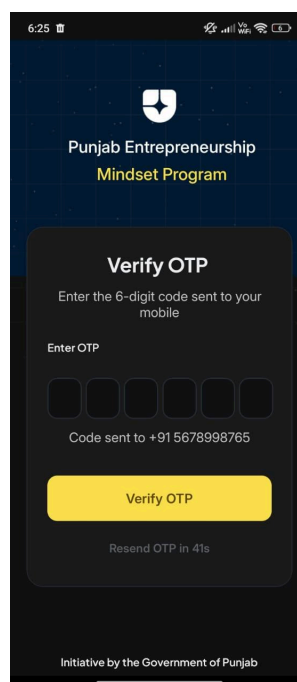 6:25
Vo
WiFi
6
Punjab Entrepreneurship
Mindset Program
Verify OTP
Enter the 6-digit code sent to your
mobile
Enter OTP
Code sent to +91 5678998765
Verify OTP
Resend OTP in 41s
Initiative by the Government of Punjab